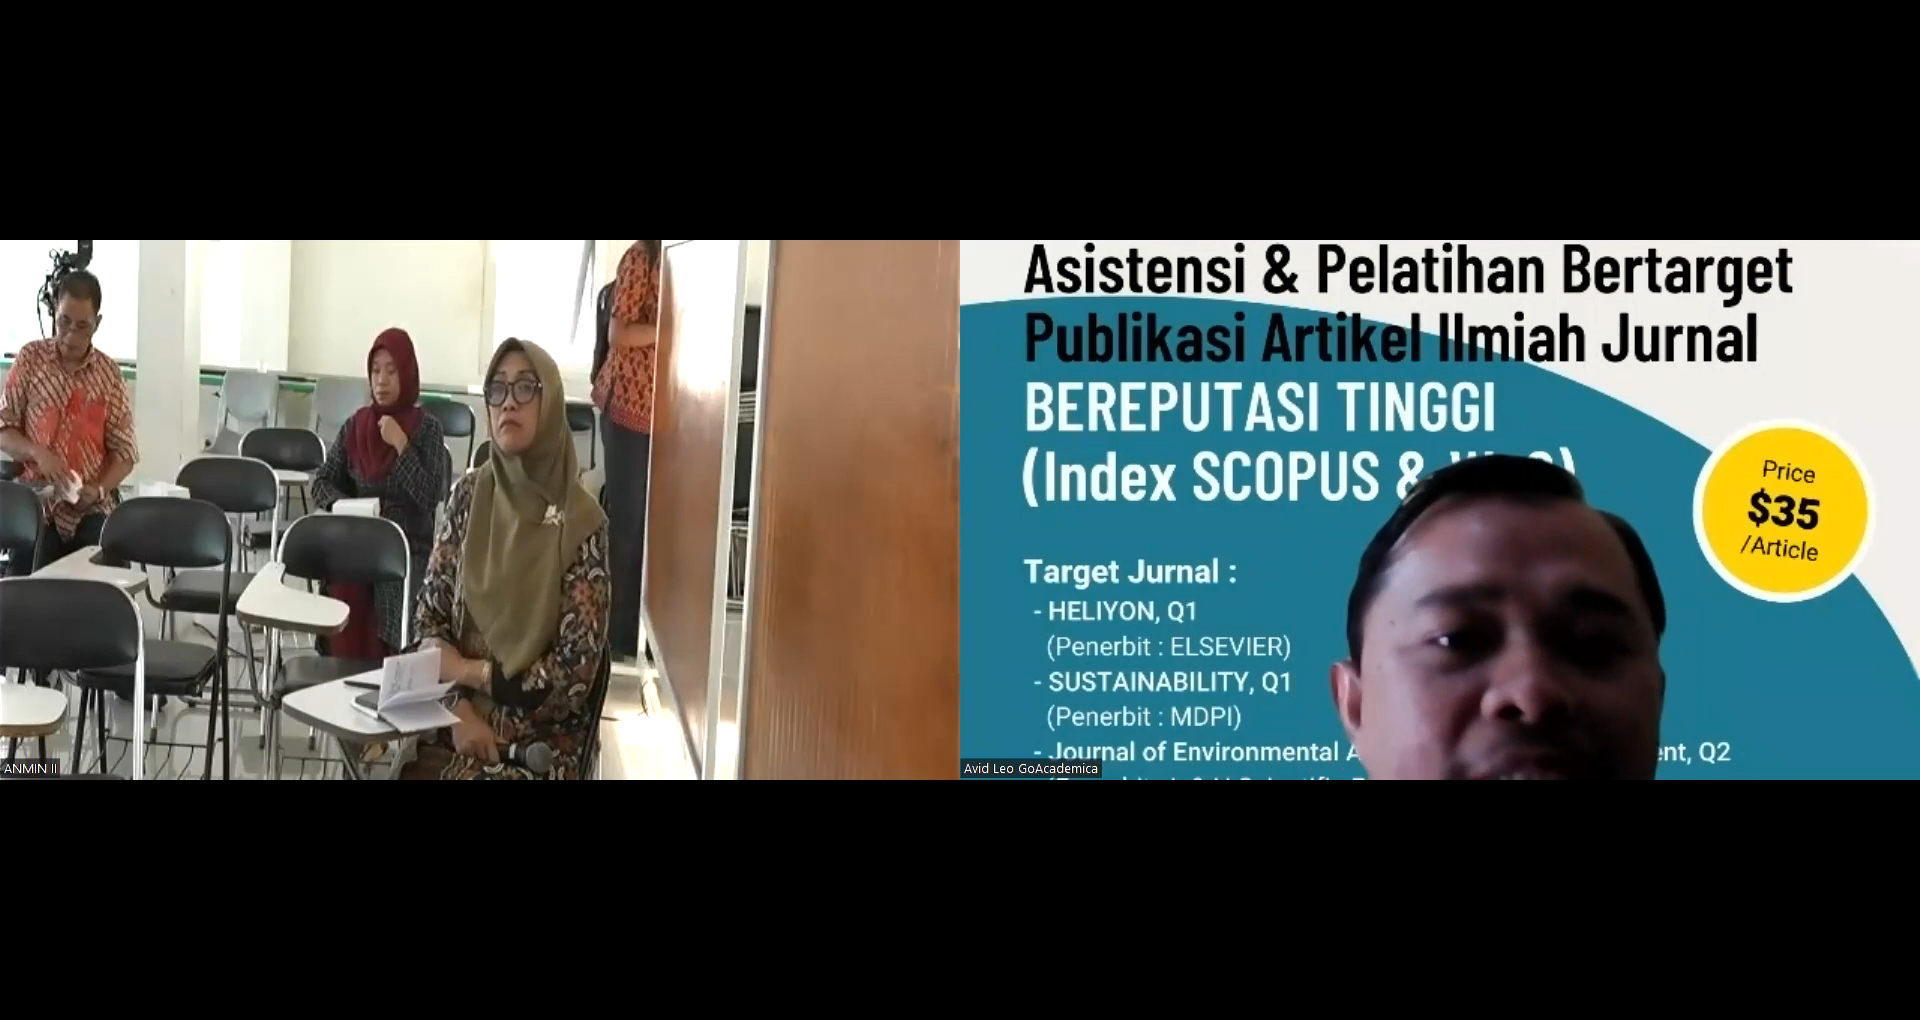 ANMIN II
Asistensi & Pelatihan Bertarget
Publikasi Artikel Ilmiah Jurnal
BEREPUTASI TINGGI
(Index SCOPUS &
Price
$35
/Article
Target Jurnal :
- HELIYON, Q1
(Penerbit : ELSEVIER)
- SUSTAINABILITY, Q1
(Penerbit : MDPI)
- Journal of Environmental
Q2
Avid Leo GoAcademica